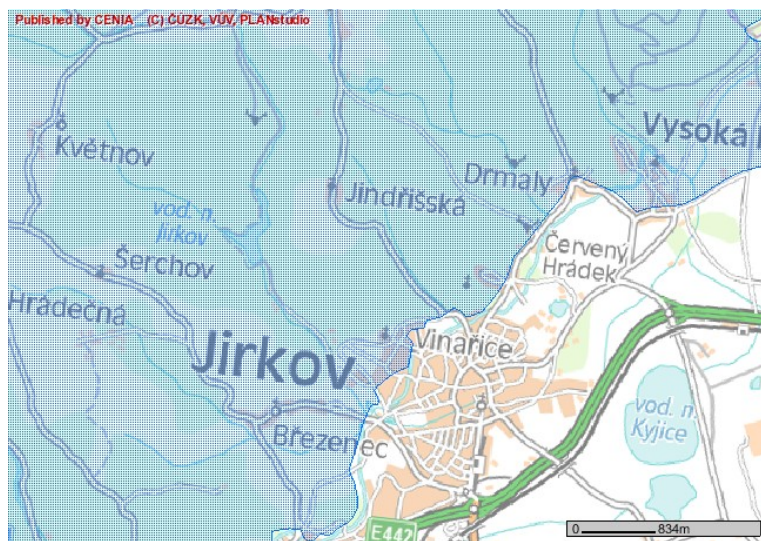 Published by CENIA (C) ČÚZK, VÚV, PLANstudio
Květnov
Vysoká
Drmaly
Jindřišská
vod. n.
Jirkov
Šerchov
Červený
Hrádek
Hrádečná
Jirkov
Vinařice
vod. n.
Kyjice
Březenec
E442
0 834m